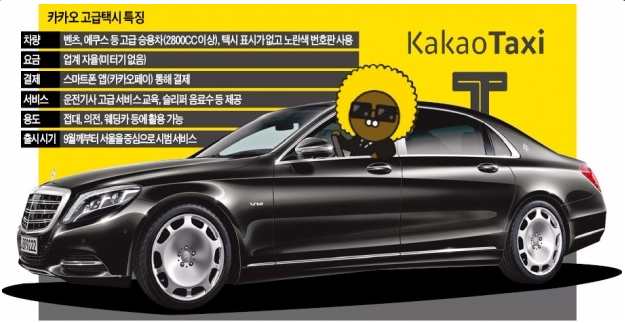 카카오 고급택시 특징
차량 벤츠, 에쿠스 등 고급 승용차(2800CC 이상), 택시 표시가 없고 노란색 번호판 사용
요금 업계 자율(미터기 없음)
결제 스마트폰 앱(카카오페이) 통해 결제
서비스 운전기사 고급 서비스 교육, 슬리퍼 음료수 등 제공
용도 접대, 의전, 웨딩카 등에 활용 가능
출시 시기 9월께부터 서울을 중심으로 시범 서비스
KakaoTaxi
T
V12